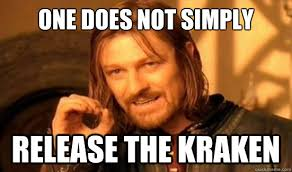 ONE DOES NOT SIMPLY
RELEASE THE KRAKEN